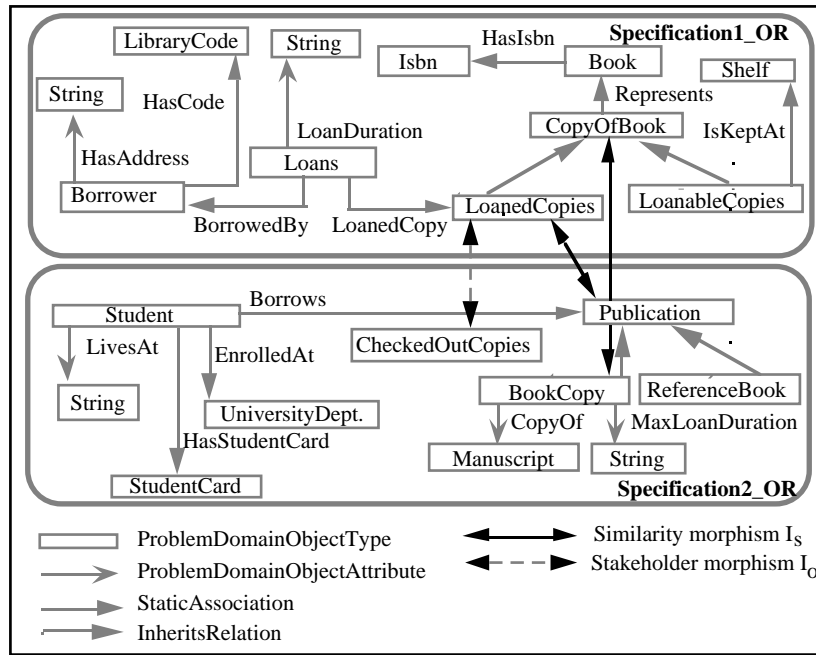 Specification1_OR
LibraryCode
String
HasIsbn
Isbn
Book
Shelf
String
HasCode
Represents
LoanDuration
CopyOfBook
IsKeptAt
HasAddress
Loans
Borrower
LoanedCopies
LoanableCopies
BorrowedBy
LoanedCopy
Borrows
Student
Publication
LivesAt
EnrolledAt
CheckedOutCopies
String
BookCopy
ReferenceBook
UniversityDept.
CopyOf
MaxLoanDuration
HasStudentCard
Manuscript
String
StudentCard
Specification2_OR
ProblemDomainObjectType
Similarity morphism IS
ProblemDomainObjectAttribute
Stakeholder morphism IO
StaticAssociation
InheritsRelation